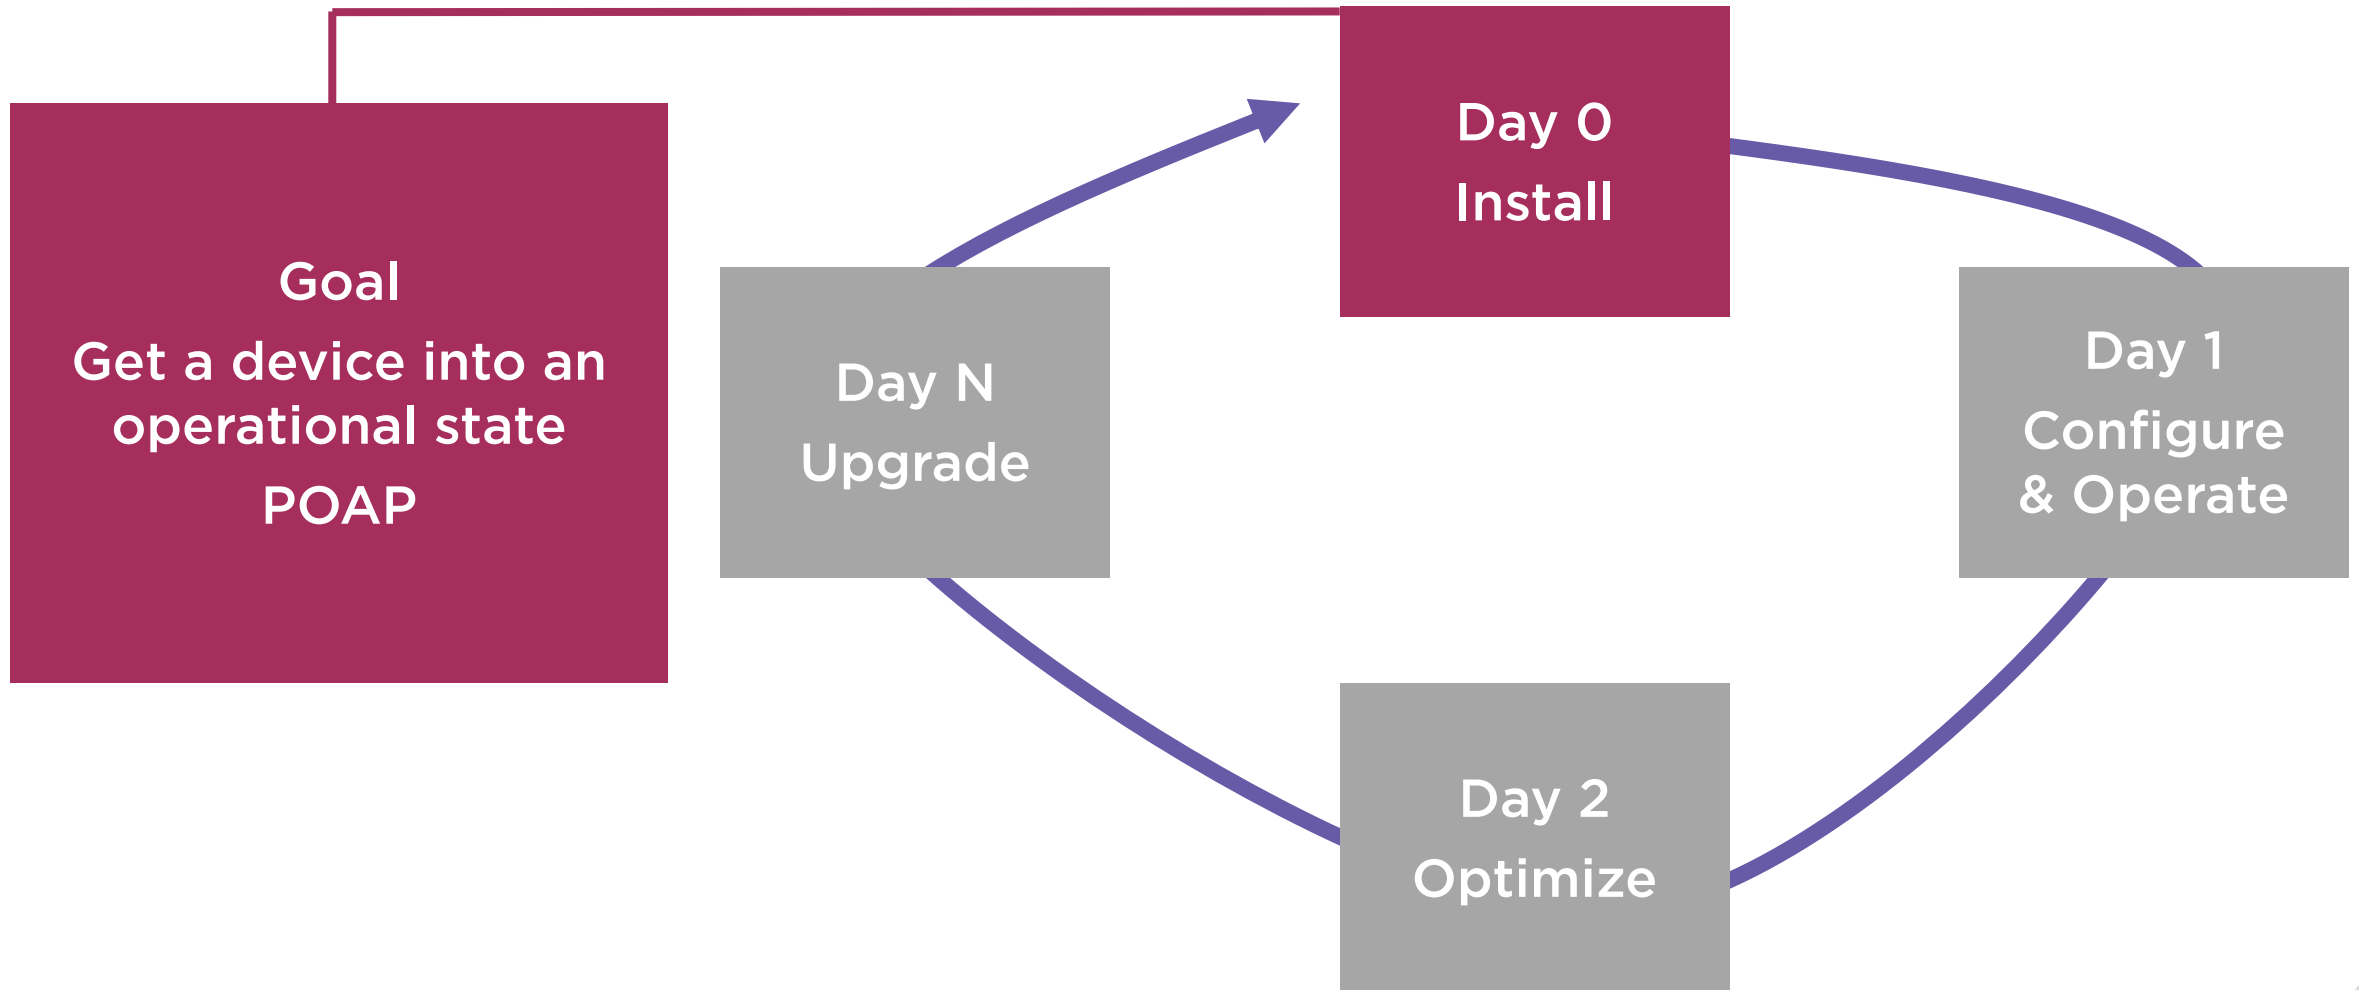 Day 0
Install
Goal
Get a device into an
operational state
POAP
Day N
Upgrade
Day 1
Configure
& Operate
Day 2
Optimize